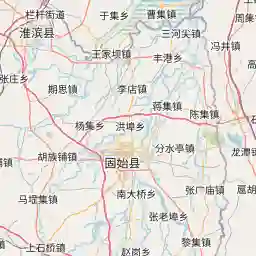 栏杆街道
于集乡
曹集镇
周集
淮滨县
三河尖镇
王家坝镇
丰港乡
冯井镇
张庄乡
期思镇
李店镇
蒋集镇
陈集镇
杨集乡
洪埠乡
分水亭镇
胡族铺镇
固始县
龙潭镇
南大桥乡
张广庙镇
扈胡
马堽集镇
张老埠乡
上石桥镇
黎集镇
赵岗乡